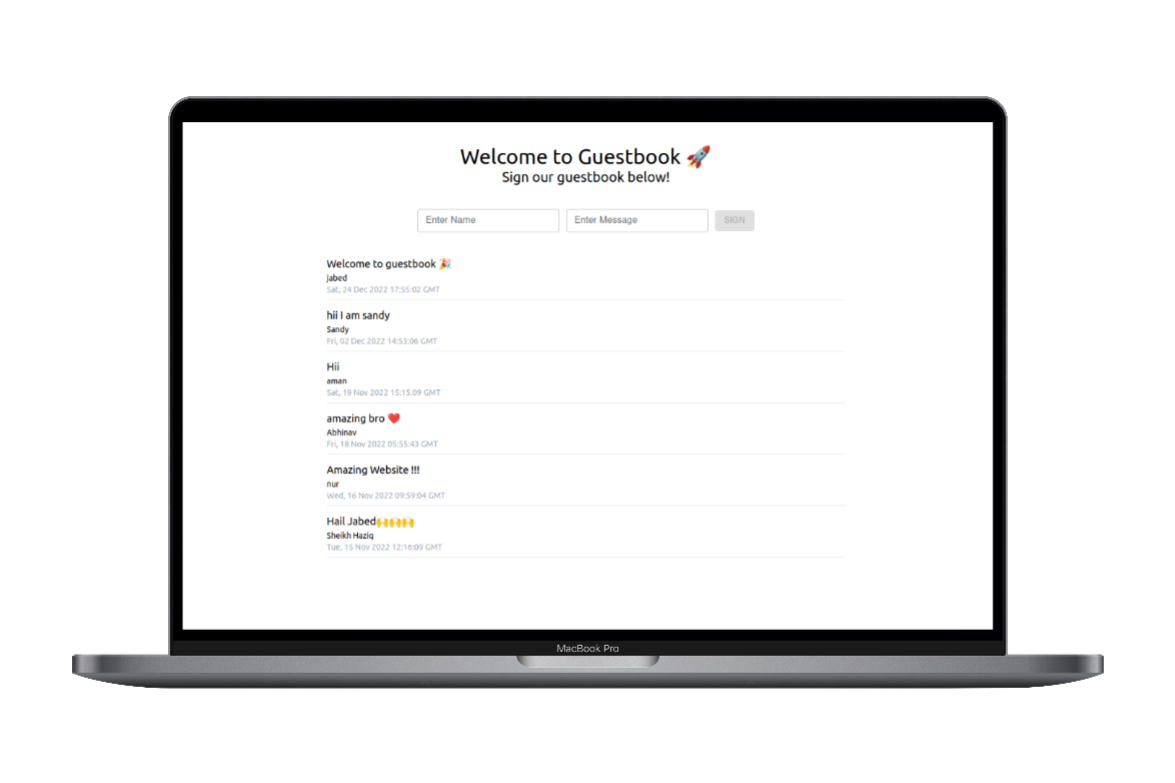 Welcome to Guestbook 🚀
Sign our guestbook below!
Enter Name Enter Message SIGN
Welcome to guestbook 🎉
jabed
Sat, 24 Dec 2022 17:55:02 GMT
hii I am sandy
Sandy
Fri, 02 Dec 2022 14:53:06 GMT
Hii
aman
Sat, 19 Nov 2022 15:15:09 GMT
amazing bro ❤️
Abhinav
Fri, 18 Nov 2022 05:55:43 GMT
Amazing Website !!!
nur
Wed, 16 Nov 2022 09:59:04 GMT
Hail Jabed🙌🙌🙌
Sheikh Haziq
Tue, 15 Nov 2022 12:16:09 GMT
MacBook Pro